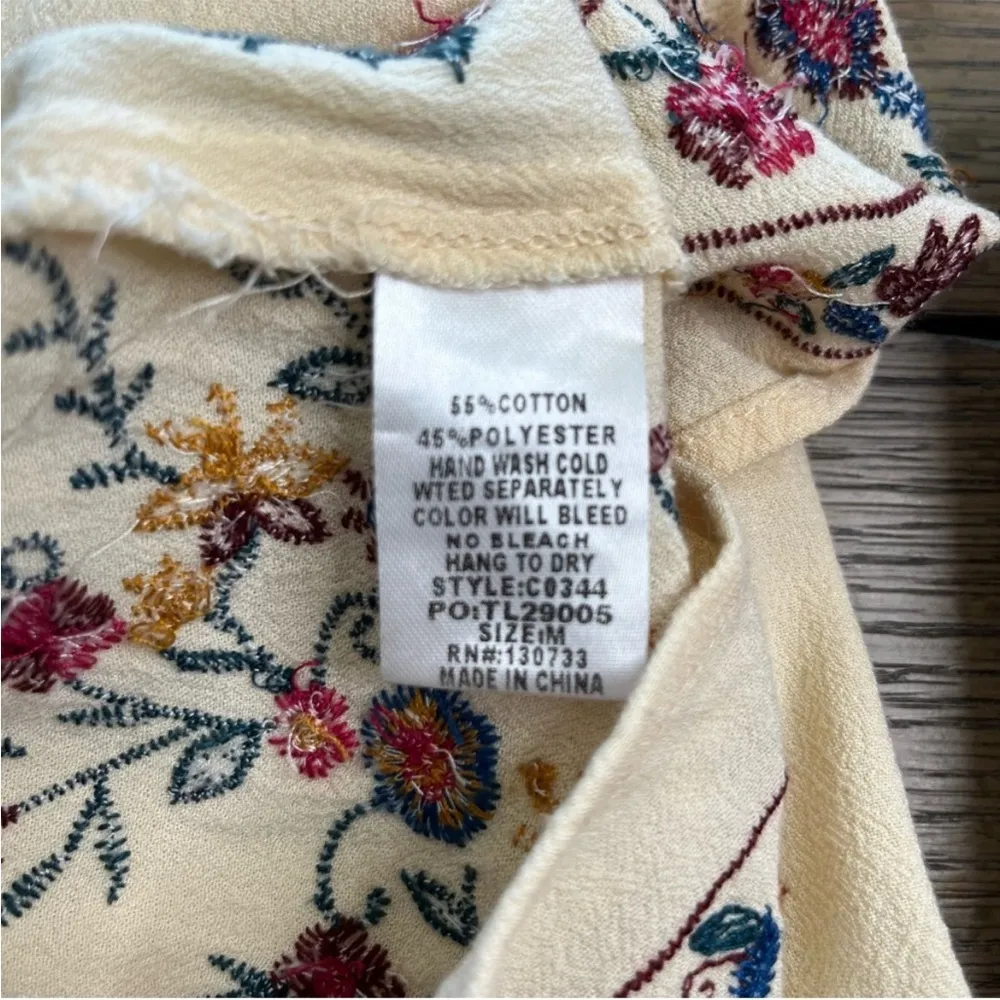 55%COTTON
45%POLYESTER
HAND WASH COLD
WTED SEPARATELY
COLOR WILL BLEED
NO BLEACH
HANG TO DRY
STYLE:C0344
PO:TL29005
SIZE:M
RN#:130733
MADE IN CHINA